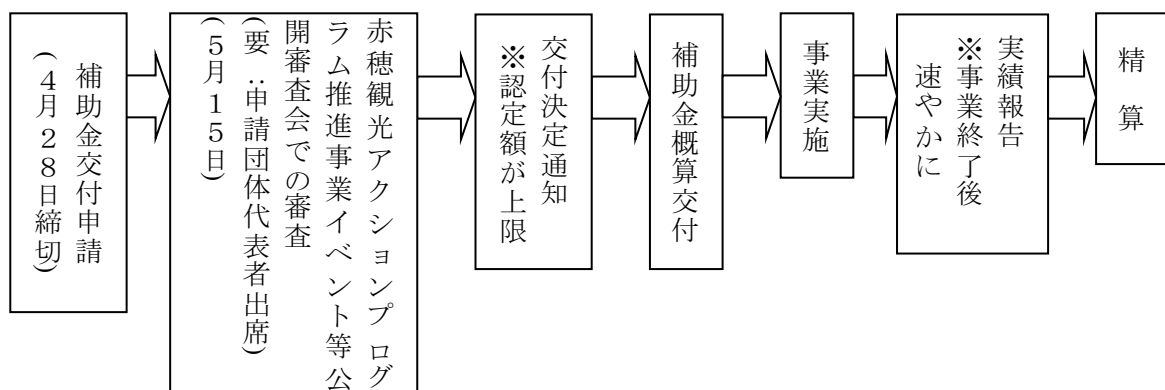 補助金交付申請
(4月28日締切)
赤穂観光アクションプログ
ラム推進事業イベント等公
開審査会での審査
(要:申請団体代表者出席)
(5月15日)
交付決定通知
※認定額が上限
補助金概算交付
事業実施
実績報告
※事業終了後
速やかに
精算